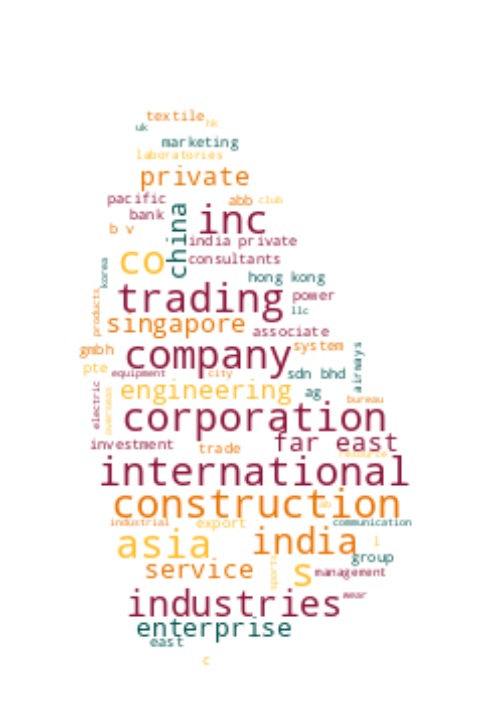 textile
hk
uk
marketing
laboratories
private
pacific
abb
club
bank
inc
b v
china
india private
co
consultants
korea
hong kong
products
trading
power
llc
singapore
associate
gmbh
company
system
airways
pte
equipment
city
sdn bhd
electric
overseas
engineering
ag
bureau
corporation
investment
trade
far east
resource
international
construction
ab
industrial
export
communication
asia
india
l
group
service
sports
s
management
industries
wear
enterprise
east
c